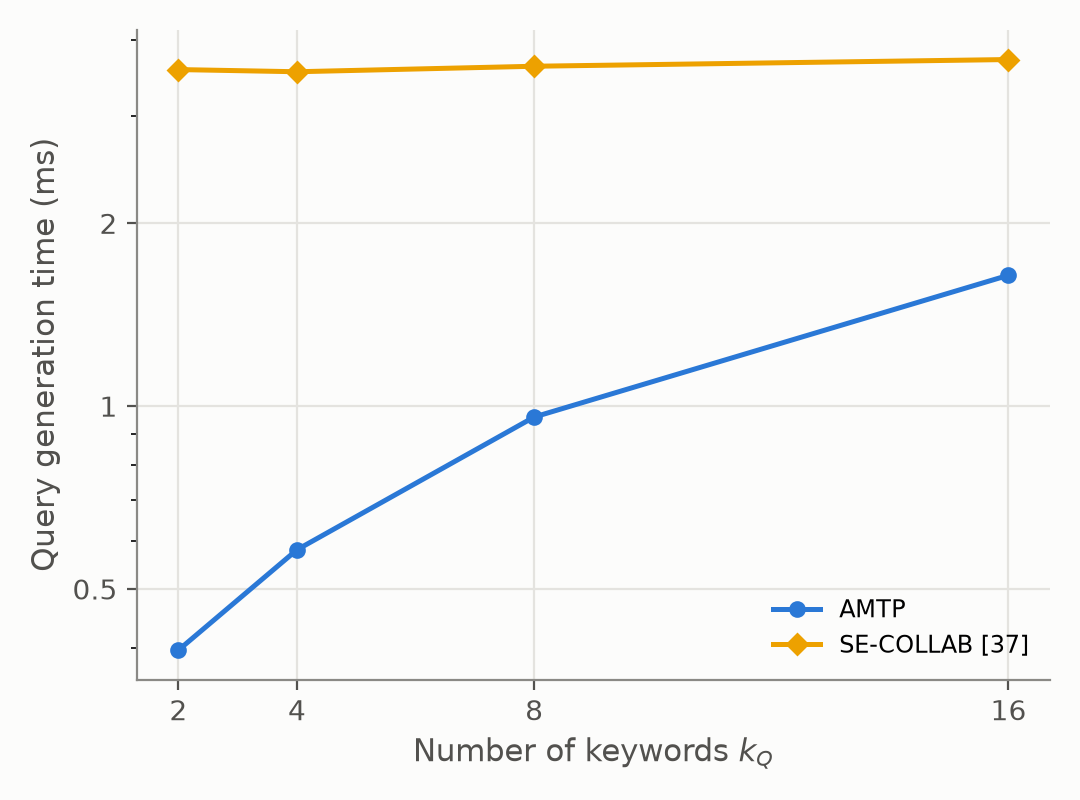 Query generation time (ms)
2
1
0.5
2
4
8
16
Number of keywords k_Q
AMTP
SE-COLLAB [37]